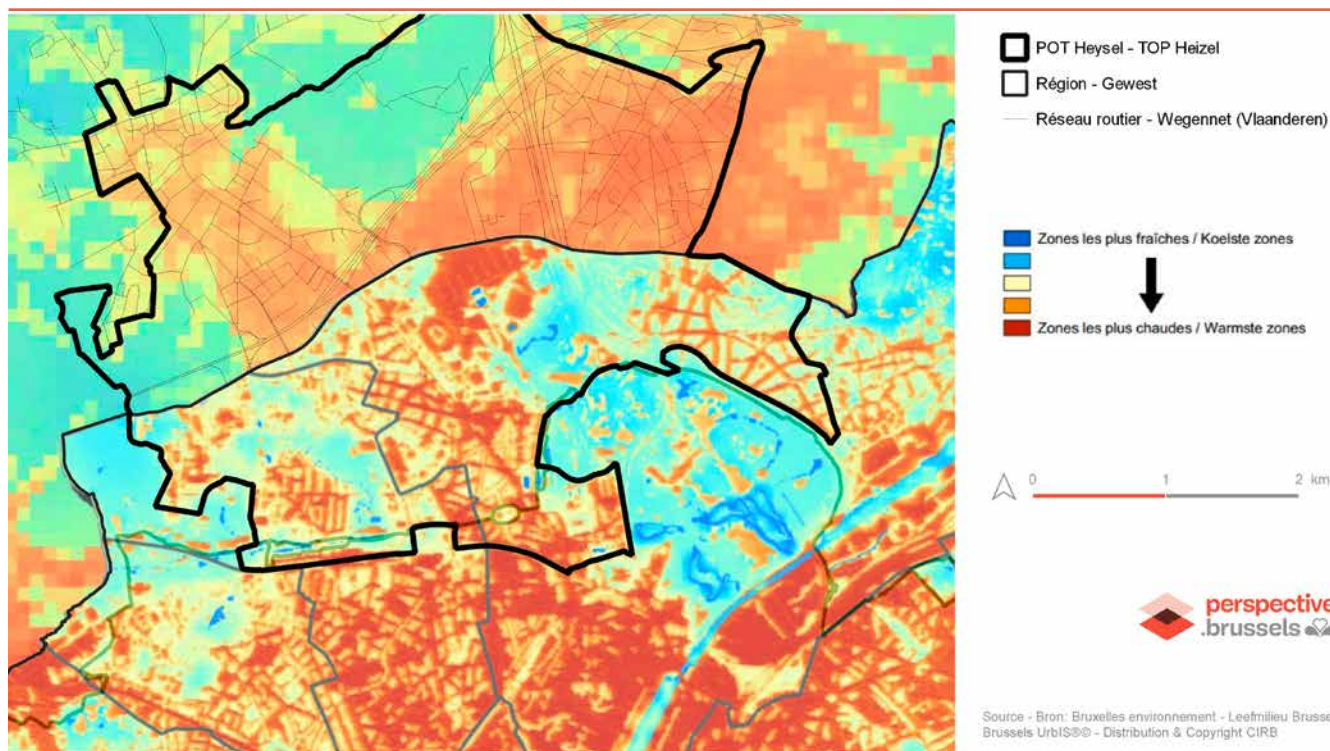 POT Heysel - TOP Heizel
Région - Gewest
Réseau routier - Wegennet (Vlaanderen)
Zones les plus fraîches / Koelste zones
Zones les plus chaudes / Warmste zones
0 1 2 km
perspective
.brussels
Source - Bron: Bruxelles environnement - Leefmilieu Brusse
Brussels UrbIS®© - Distribution & Copyright CIRB